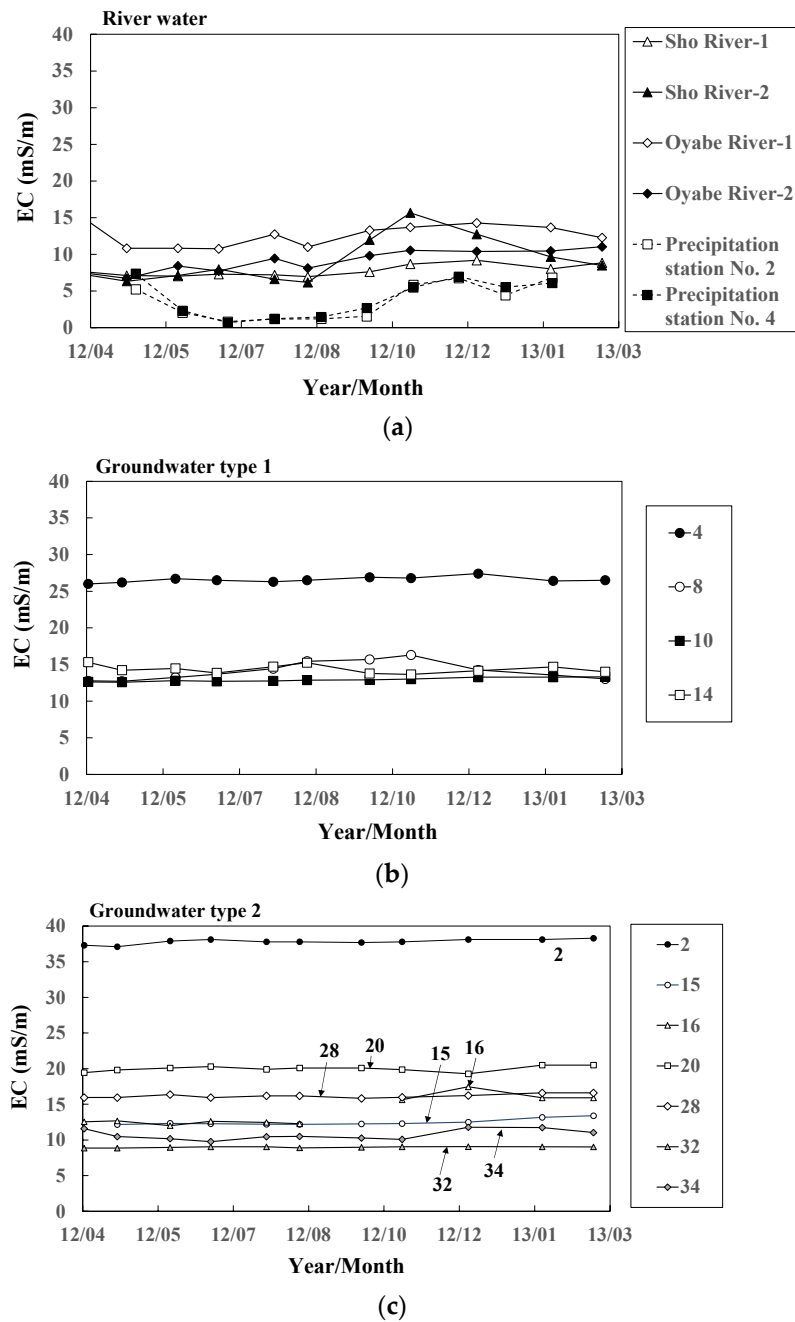 River water
40
35
30
25
20
15
10
5
0
EC (mS/m)
12/04 12/05 12/07 12/08 12/10 12/12 13/01 13/03
Year/Month
Sho River-1
Sho River-2
Oyabe River-1
Oyabe River-2
Precipitation
station No. 2
Precipitation
station No. 4
(a)
Groundwater type 1
40
35
30
25
20
15
10
5
0
EC (mS/m)
12/04 12/05 12/07 12/08 12/10 12/12 13/01 13/03
Year/Month
4
8
10
14
(b)
Groundwater type 2
40
35
30
25
20
15
10
5
0
EC (mS/m)
2
28
20
15
16
32
34
12/04 12/05 12/07 12/08 12/10 12/12 13/01 13/03
Year/Month
2
15
16
20
28
32
34
(c)